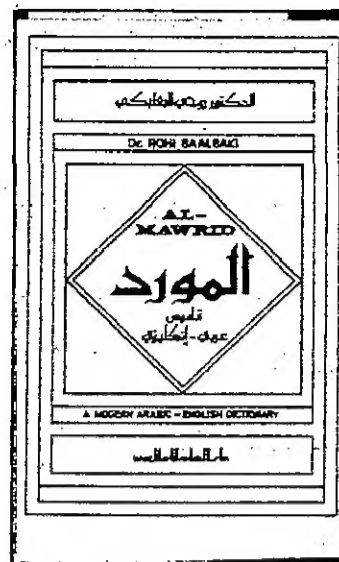 الدكتور روحي البعلبكي
Dr. ROHI BAALBAKI
AL-
MAWRID
المورد
قاموس
عربي - إنكليزي
A MODERN ARABIC - ENGLISH DICTIONARY
دار العلم للملايين